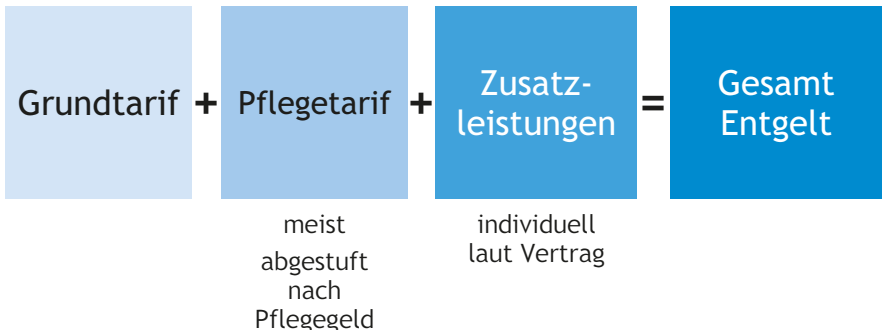 Grundtarif + Pflegetarif + Zusatz-
leistungen = Gesamt
Entgelt
meist
abgestuft
nach
Pflegegeld
individuell
laut Vertrag